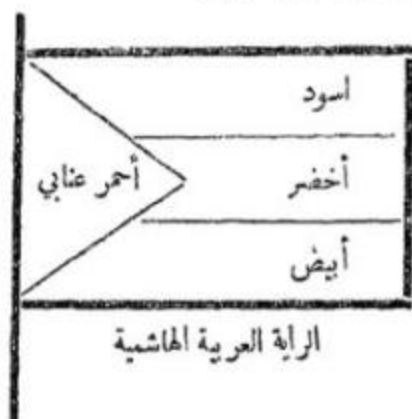 اسود
أخضر
أحمر عنابي
أبيض
الراية العربية الهاشمية